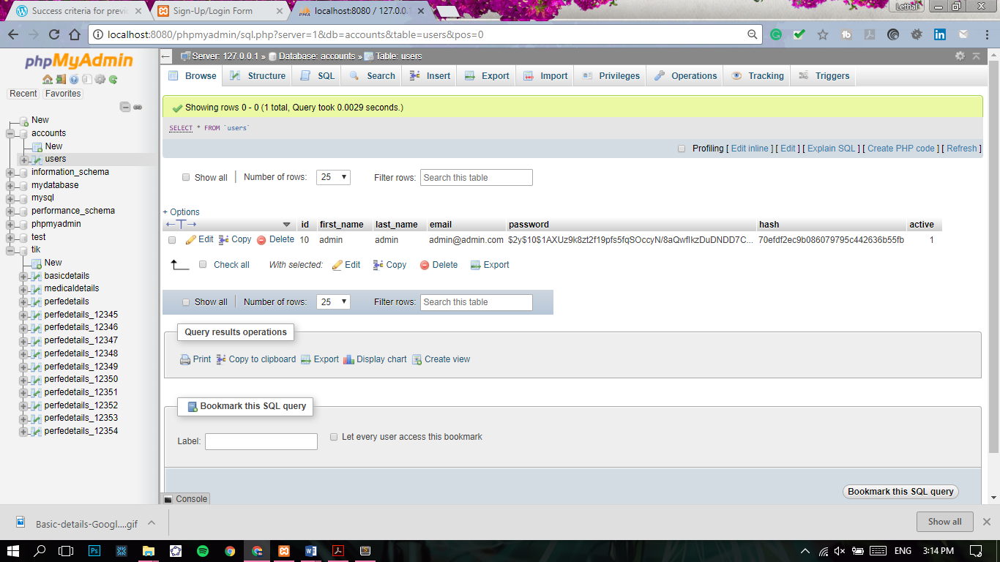 Success criteria for previ
Sign-Up/Login Form
localhost:8080 / 127.0.0.
Lethal
localhost:8080/phpmyadmin/sql.php?server=1&db=accounts&table=users&pos=0
phpMyAdmin
Recent Favorites
New
accounts
New
users
information_schema
mydatabase
mysql
performance_schema
phpmyadmin
test
tik
New
basicdetails
medicaldetails
perfedetails
perfedetails_12345
perfedetails_12346
perfedetails_12347
perfedetails_12348
perfedetails_12349
perfedetails_12350
perfedetails_12351
perfedetails_12352
perfedetails_12353
perfedetails_12354
Server: 127.0.0.1 » Database: accounts » Table: users
Browse Structure SQL Search Insert Export Import Privileges Operations Tracking Triggers
Showing rows 0 - 0 (1 total, Query took 0.0029 seconds.)
SELECT * FROM `users`
Profiling [ Edit inline ] [ Edit ] [ Explain SQL ] [ Create PHP code ] [ Refresh ]
Show all Number of rows: 25 Filter rows: Search this table
+ Options
←T→ id first_name last_name email password hash active
Edit Copy Delete 10 admin admin admin@admin.com $2y$10$1AXUz9k8zt2f19pfs5fqSOccyN/8aQwfIkzDuDNDD7C... 70efdf2ec9b086079795c442636b55fb 1
Check all With selected: Edit Copy Delete Export
Show all Number of rows: 25 Filter rows: Search this table
Query results operations
Print Copy to clipboard Export Display chart Create view
Bookmark this SQL query
Label: Let every user access this bookmark
Bookmark this SQL query
Console
Basic-details-Googl....gif
Show all
ENG 3:14 PM